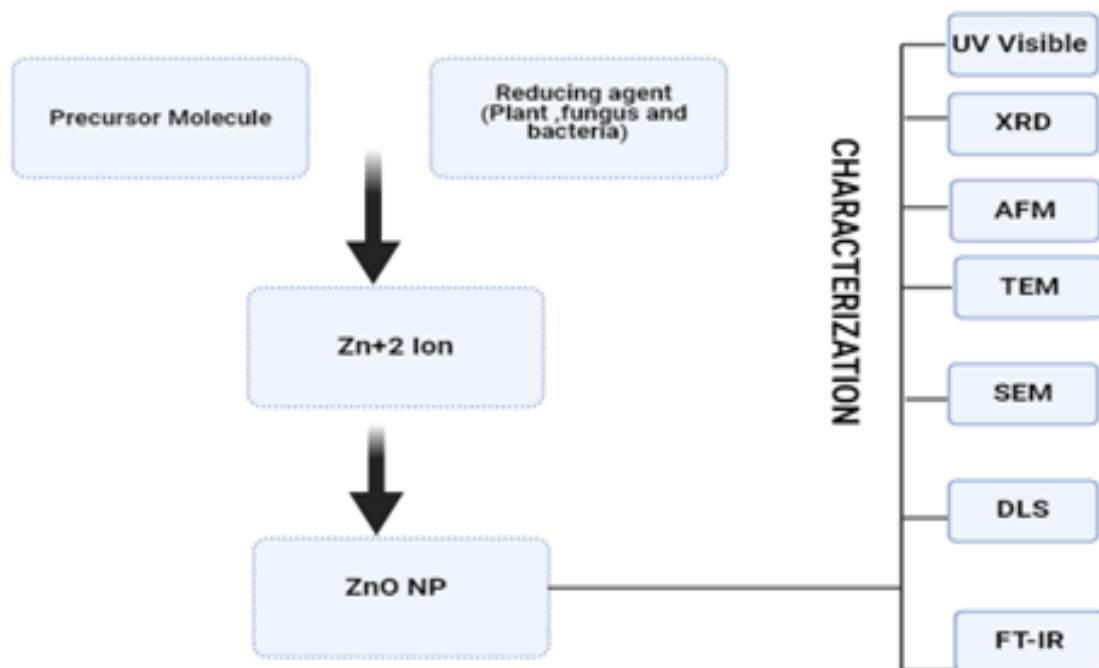 Precursor Molecule
Reducing agent
(Plant ,fungus and
bacteria)
Zn+2 Ion
ZnO NP
CHARACTERIZATION
UV Visible
XRD
AFM
TEM
SEM
DLS
FT-IR